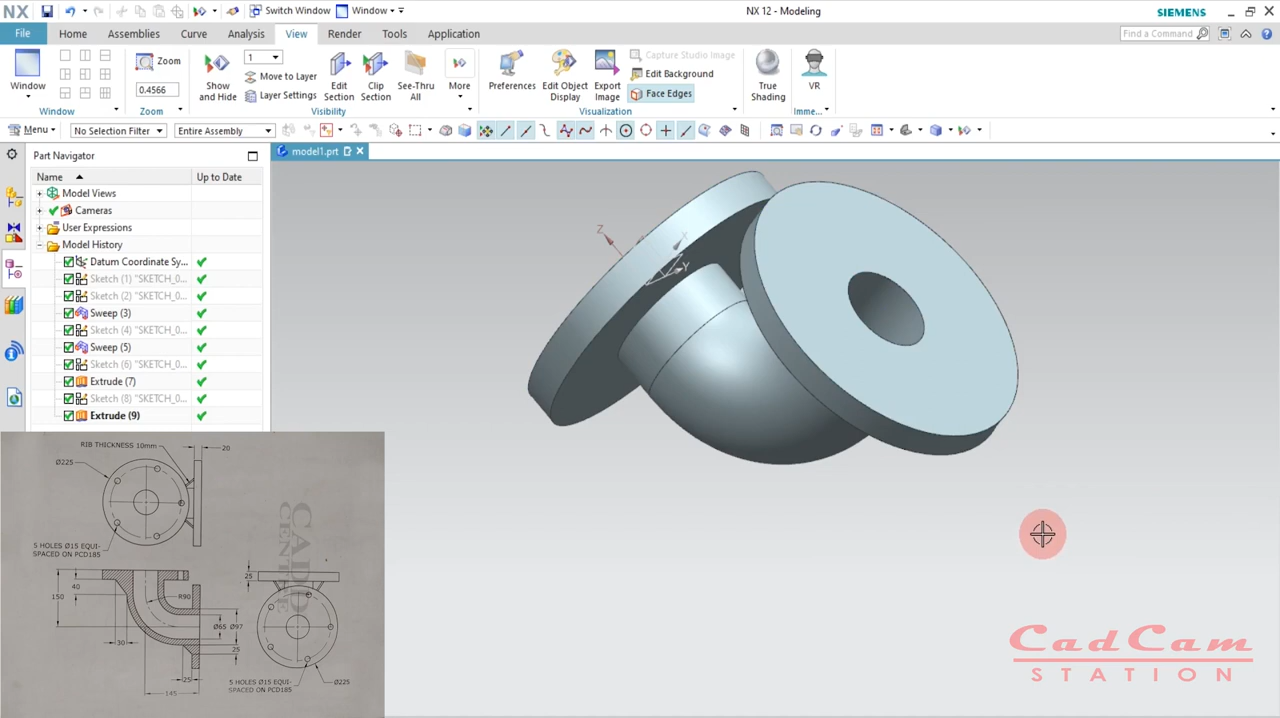 NX Switch Window Window NX 12 - Modeling SIEMENS
File Home Assemblies Curve Analysis View Render Tools Application Find a Command
Window
Window
Zoom
0.4566
Zoom
Show and Hide
1
Move to Layer
Layer Settings
Edit Section
Clip Section
See-Thru All
More
Preferences
Edit Object Display
Export Image
Capture Studio Image
Edit Background
Face Edges
Visualization
True Shading
VR
Imme...
Menu No Selection Filter Entire Assembly
Part Navigator
model1.prt
Name Up to Date
Model Views
Cameras
User Expressions
Model History
Datum Coordinate Sy...
Sketch (1) "SKETCH_0...
Sketch (2) "SKETCH_0...
Sweep (3)
Sketch (4) "SKETCH_0...
Sweep (5)
Sketch (6) "SKETCH_0...
Extrude (7)
Sketch (8) "SKETCH_0...
Extrude (9)
Z
X
Y
RIB THICKNESS 10mm
20
Ø225
5 HOLES Ø15 EQUI-
SPACED ON PCD185
CADD
CENTRE
25
40
150
R90
Ø65 Ø97
30
25
25
145
5 HOLES Ø15 EQUI-
SPACED ON PCD185
Ø225
CadCam
STATION